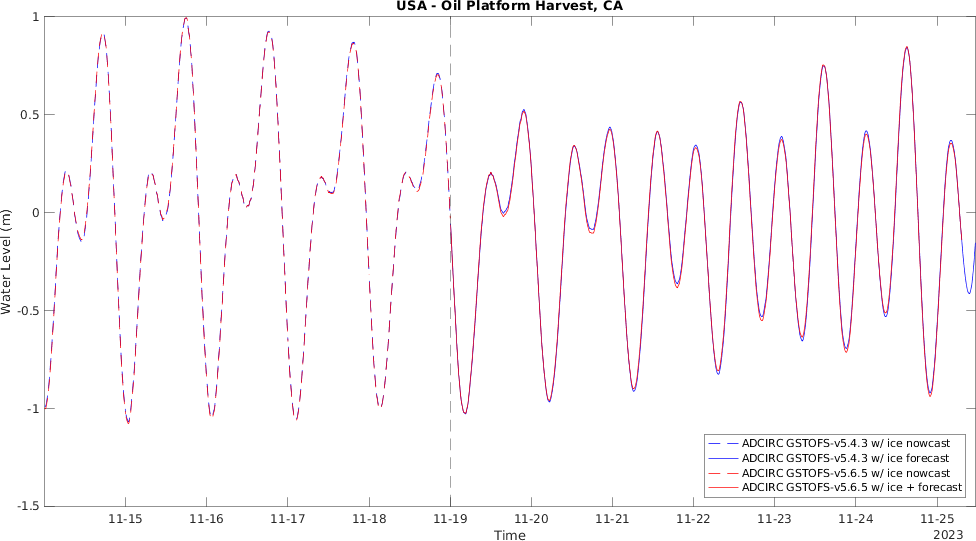 USA - Oil Platform Harvest, CA
1
0.5
0
-0.5
-1
-1.5
Water Level (m)
11-15 11-16 11-17 11-18 11-19 11-20 11-21 11-22 11-23 11-24 11-25
Time
2023
ADCIRC GSTOFS-v5.4.3 w/ ice nowcast
ADCIRC GSTOFS-v5.4.3 w/ ice forecast
ADCIRC GSTOFS-v5.6.5 w/ ice nowcast
ADCIRC GSTOFS-v5.6.5 w/ ice + forecast